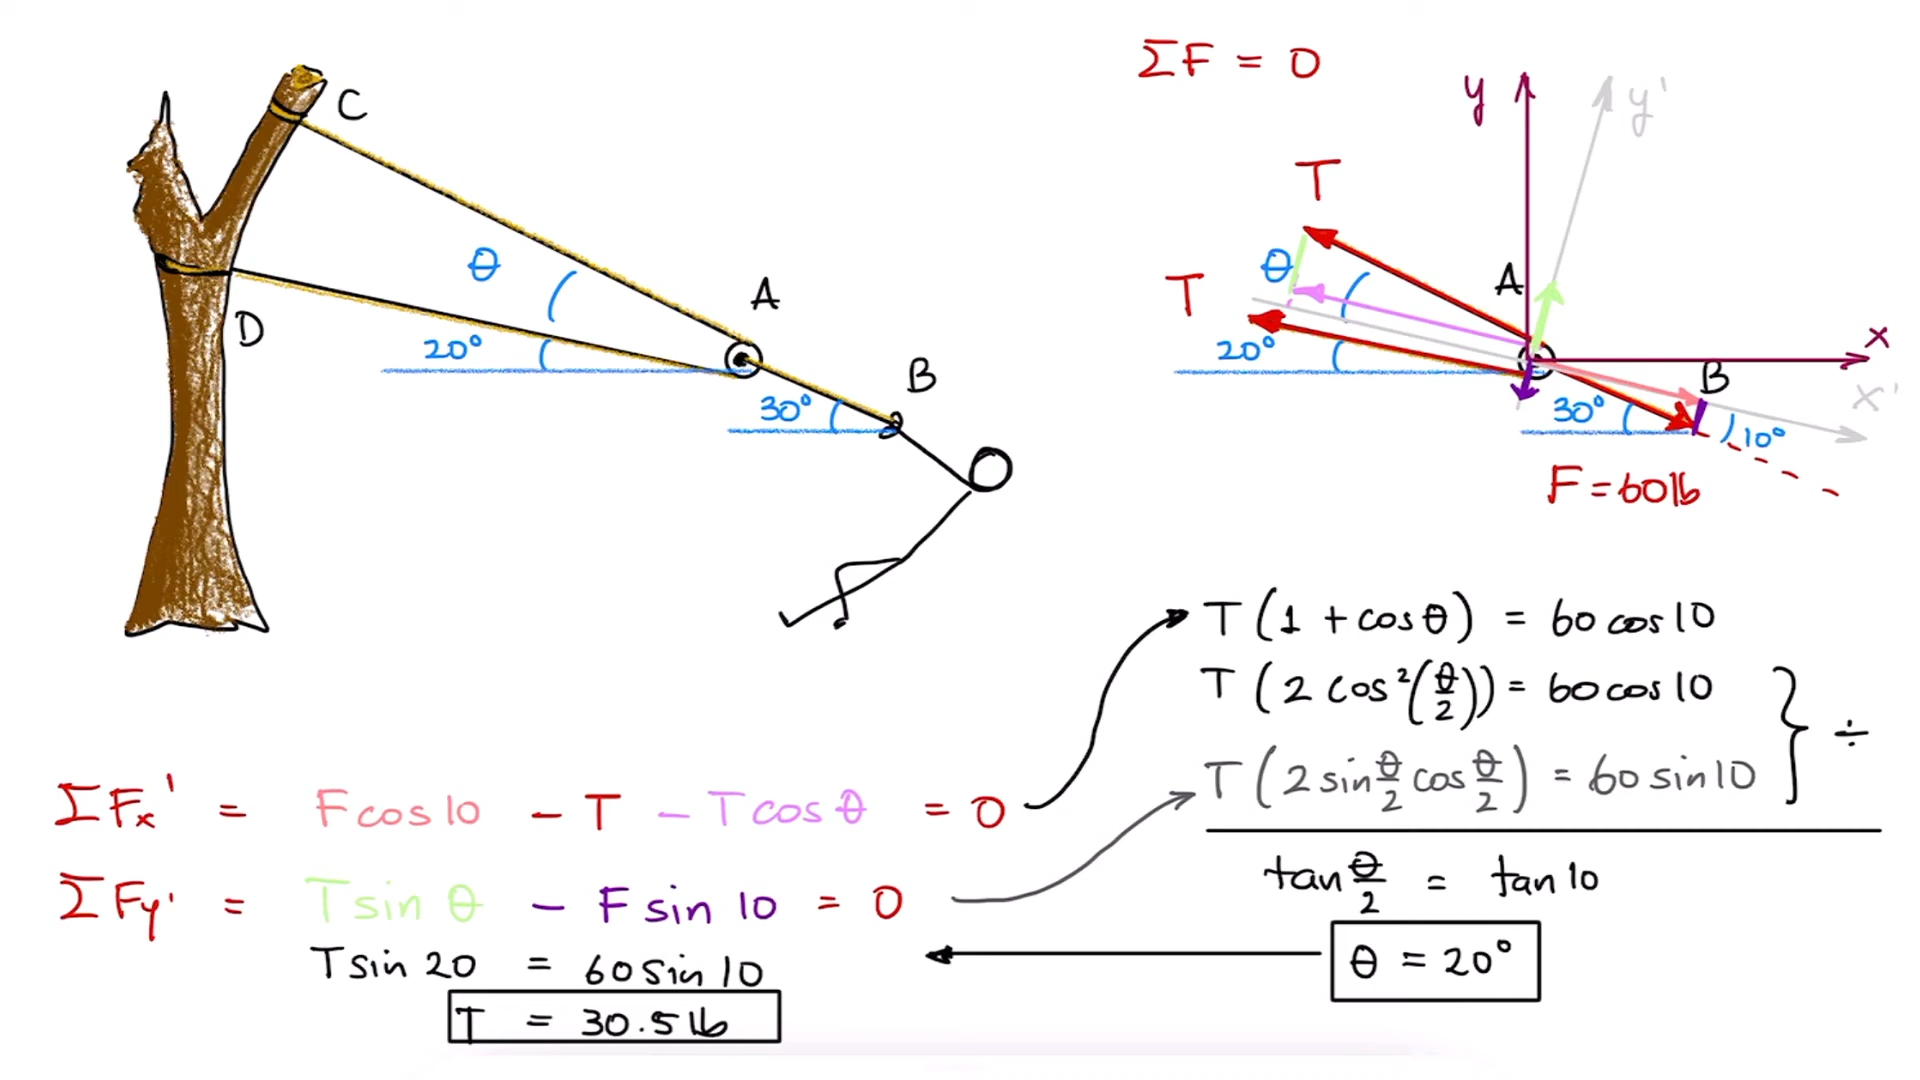 C
θ
A
D
20°
B
30°
ΣF = 0
y
y'
T
θ
A
T
x
20°
B
x'
30°
10°
F = 60lb
T (1 + cos θ) = 60 cos 10
T (2 cos²(θ/2)) = 60 cos 10
÷
T (2 sin θ/2 cos θ/2) = 60 sin 10
tan θ/2 = tan 10
θ = 20°
ΣFx' = F cos 10 − T − T cos θ = 0
ΣFy' = T sin θ − F sin 10 = 0
T sin 20 = 60 sin 10
T = 30.5 lb